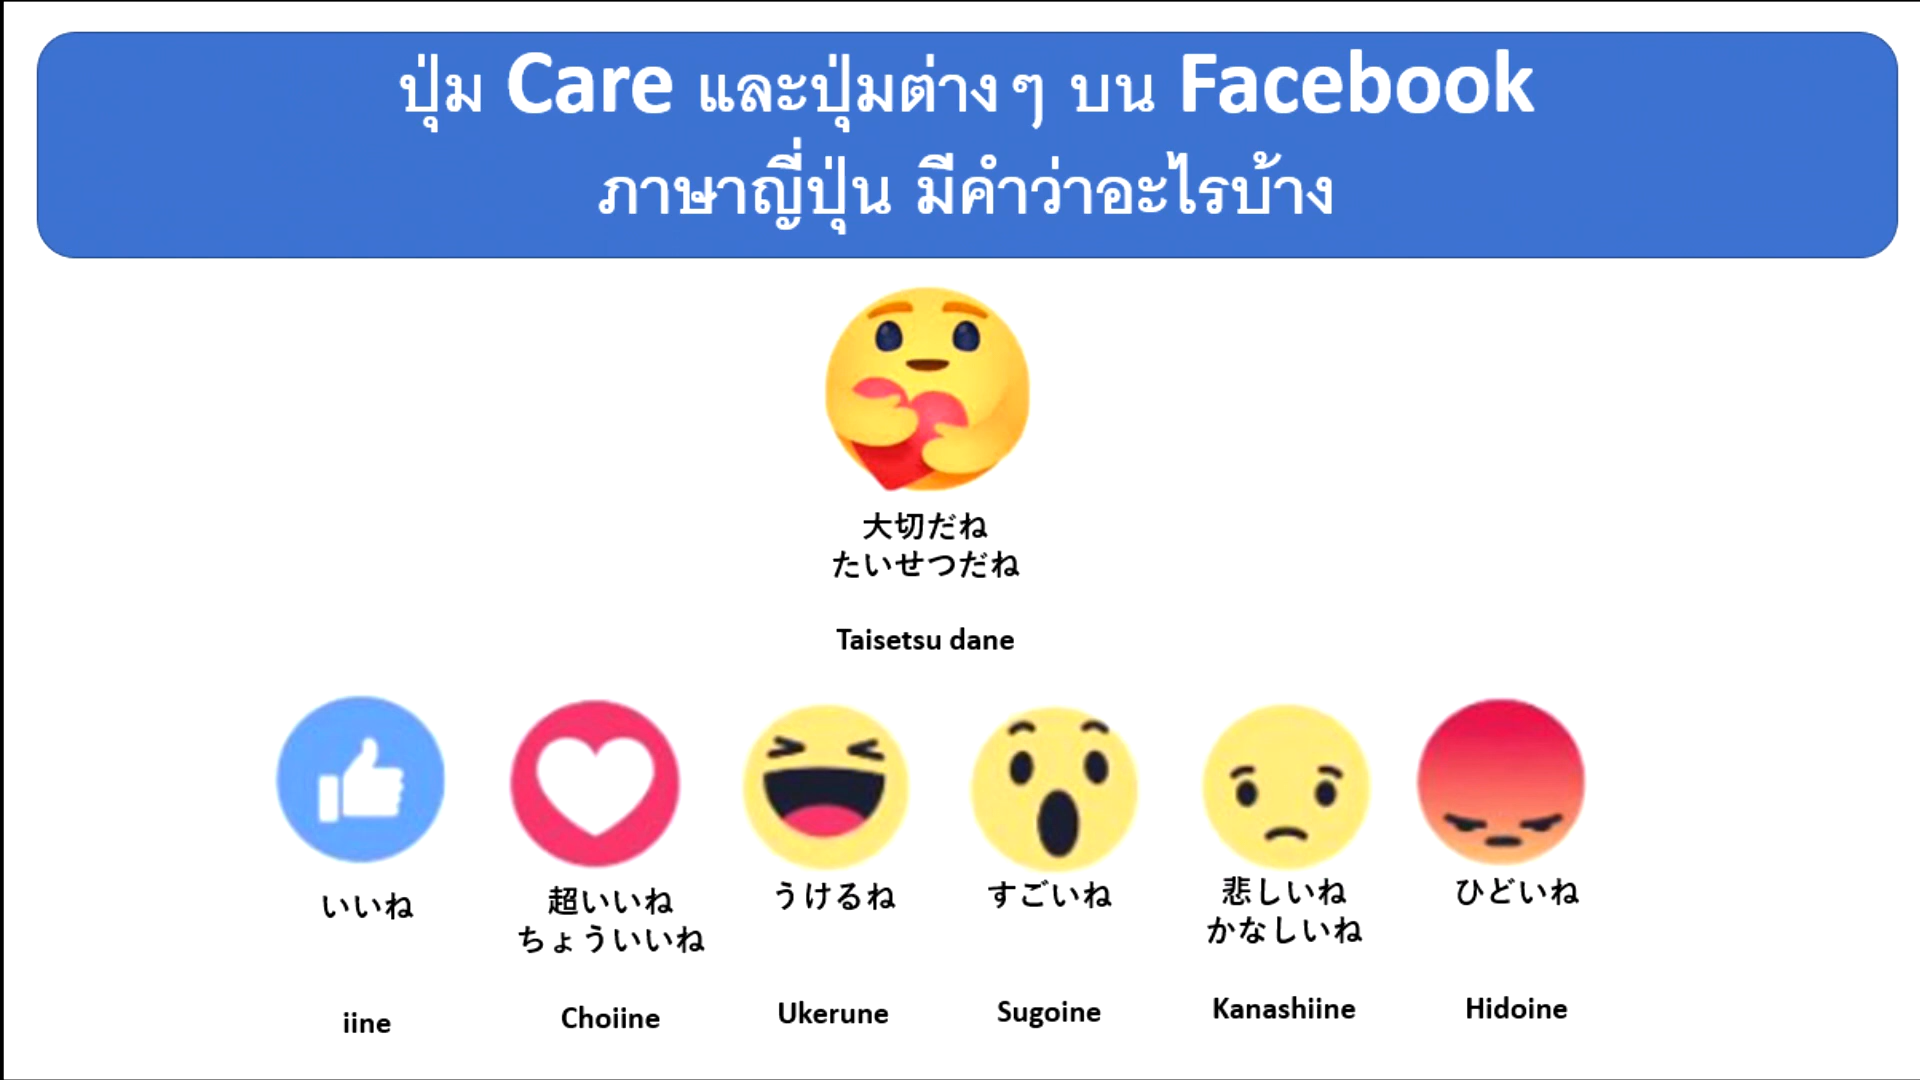 ปุ่ม Care และปุ่มต่างๆ บน Facebook
ภาษาญี่ปุ่น มีคำว่าอะไรบ้าง
大切だね
たいせつだね
Taisetsu dane
いいね
iine
超いいね
ちょういいね
Choiine
うけるね
Ukerune
すごいね
Sugoine
悲しいね
かなしいね
Kanashiine
ひどいね
Hidoine